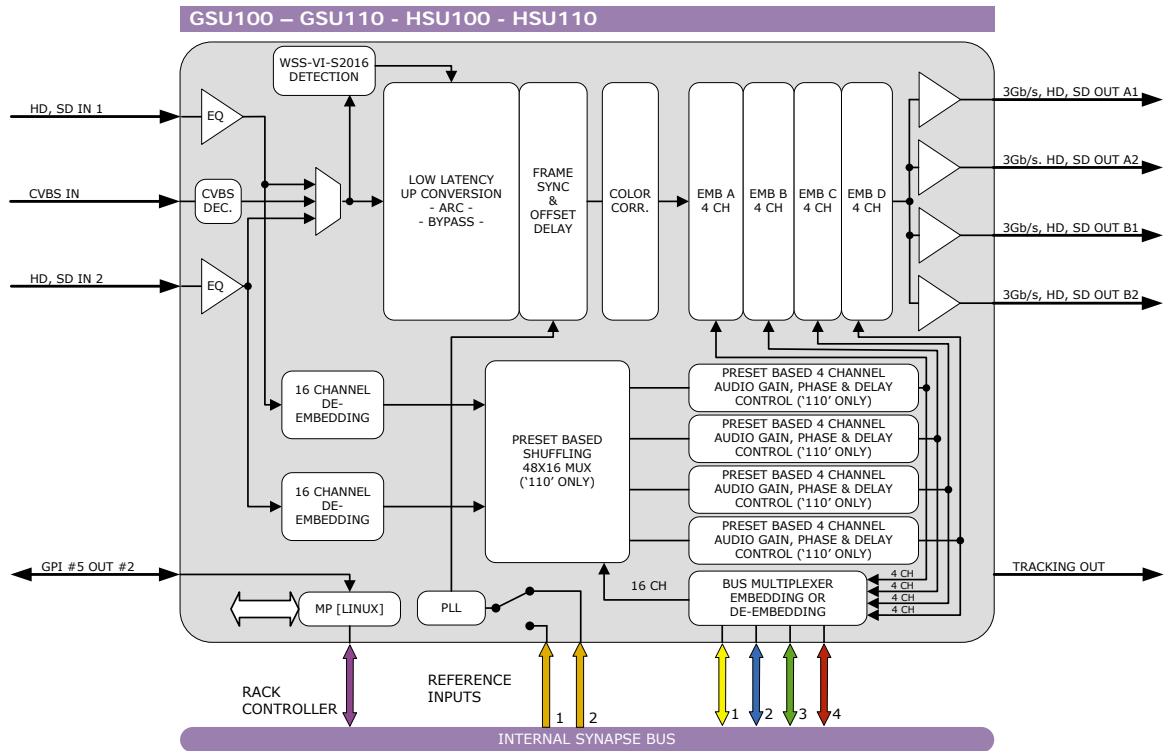 GSU100 – GSU110 - HSU100 - HSU110
WSS-VI-S2016
DETECTION
HD, SD IN 1
EQ
CVBS IN
CVBS
DEC.
HD, SD IN 2
EQ
LOW LATENCY
UP CONVERSION
- ARC -
- BYPASS -
FRAME
SYNC
&
OFFSET
DELAY
COLOR
CORR.
EMB A
4 CH
EMB B
4 CH
EMB C
4 CH
EMB D
4 CH
3Gb/s, HD, SD OUT A1
3Gb/s. HD, SD OUT A2
3Gb/s, HD, SD OUT B1
3Gb/s, HD, SD OUT B2
16 CHANNEL
DE-
EMBEDDING
16 CHANNEL
DE-
EMBEDDING
PRESET BASED
SHUFFLING
48X16 MUX
(‘110’ ONLY)
PRESET BASED 4 CHANNEL
AUDIO GAIN, PHASE & DELAY
CONTROL (‘110’ ONLY)
PRESET BASED 4 CHANNEL
AUDIO GAIN, PHASE & DELAY
CONTROL (‘110’ ONLY)
PRESET BASED 4 CHANNEL
AUDIO GAIN, PHASE & DELAY
CONTROL (‘110’ ONLY)
PRESET BASED 4 CHANNEL
AUDIO GAIN, PHASE & DELAY
CONTROL (‘110’ ONLY)
GPI #5 OUT #2
MP [LINUX]
PLL
16 CH
BUS MULTIPLEXER
EMBEDDING OR
DE-EMBEDDING
4 CH
4 CH
4 CH
4 CH
TRACKING OUT
RACK
CONTROLLER
REFERENCE
INPUTS
1
2
1
2
3
4
INTERNAL SYNAPSE BUS